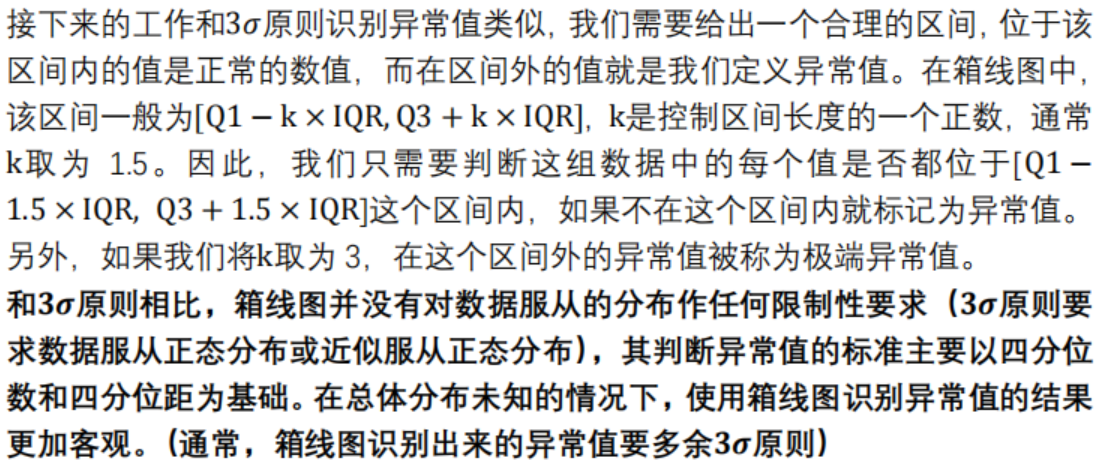 接下来的工作和3σ原则识别异常值类似，我们需要给出一个合理的区间，位于该
区间内的值是正常的数值，而在区间外的值就是我们定义异常值。在箱线图中，
该区间一般为[Q1 − k × IQR, Q3 + k × IQR]，k是控制区间长度的一个正数，通常
k取为 1.5。因此，我们只需要判断这组数据中的每个值是否都位于[Q1 −
1.5 × IQR, Q3 + 1.5 × IQR]这个区间内，如果不在这个区间内就标记为异常值。
另外，如果我们将k取为 3，在这个区间外的异常值被称为极端异常值。
和3σ原则相比，箱线图并没有对数据服从的分布作任何限制性要求（3σ原则要
求数据服从正态分布或近似服从正态分布），其判断异常值的标准主要以四分位
数和四分位距为基础。在总体分布未知的情况下，使用箱线图识别异常值的结果
更加客观。（通常，箱线图识别出来的异常值要多余3σ原则）